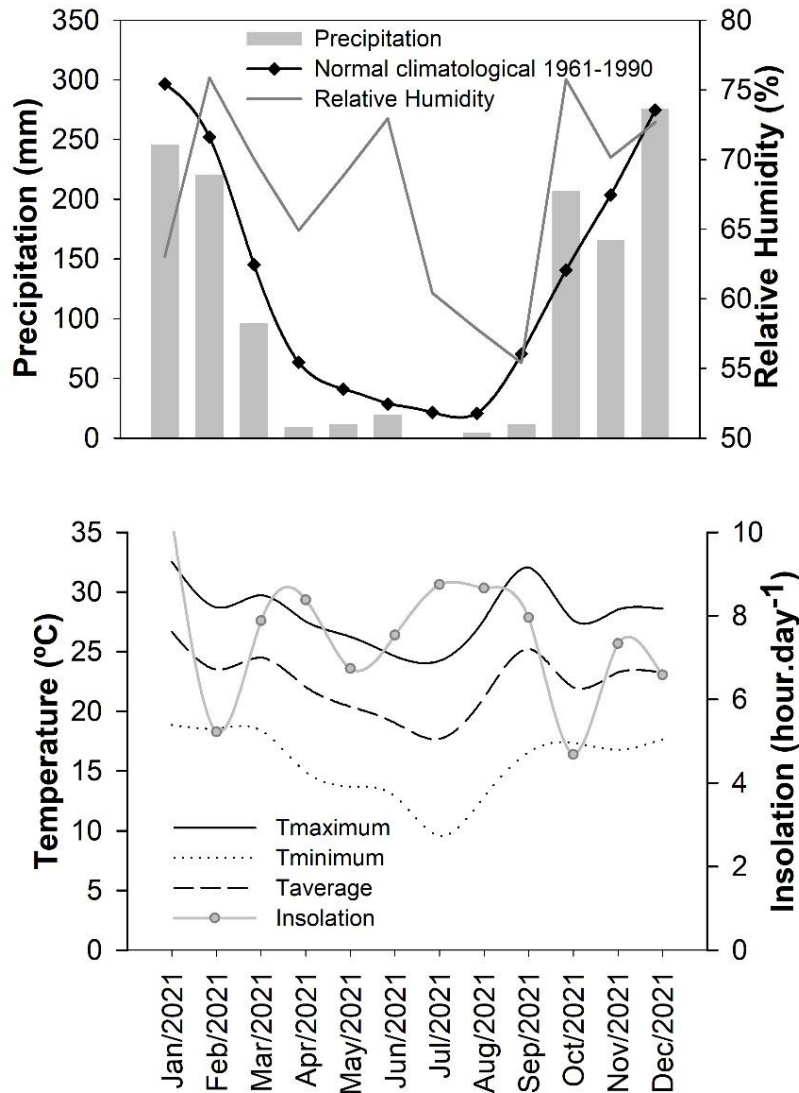 350
300
250
200
150
100
50
0
Precipitation (mm)
Precipitation
Normal climatológico 1961-1990
Relative Humidity
80
75
70
65
60
55
50
Relative Humidity (%)
35
30
25
20
15
10
5
0
Temperature (ºC)
Tmaximum
Tminimum
Taverage
Insolation
10
8
6
4
2
0
Insolation (hour.day-1)
Jan/2021
Feb/2021
Mar/2021
Apr/2021
May/2021
Jun/2021
Jul/2021
Aug/2021
Sep/2021
Oct/2021
Nov/2021
Dec/2021